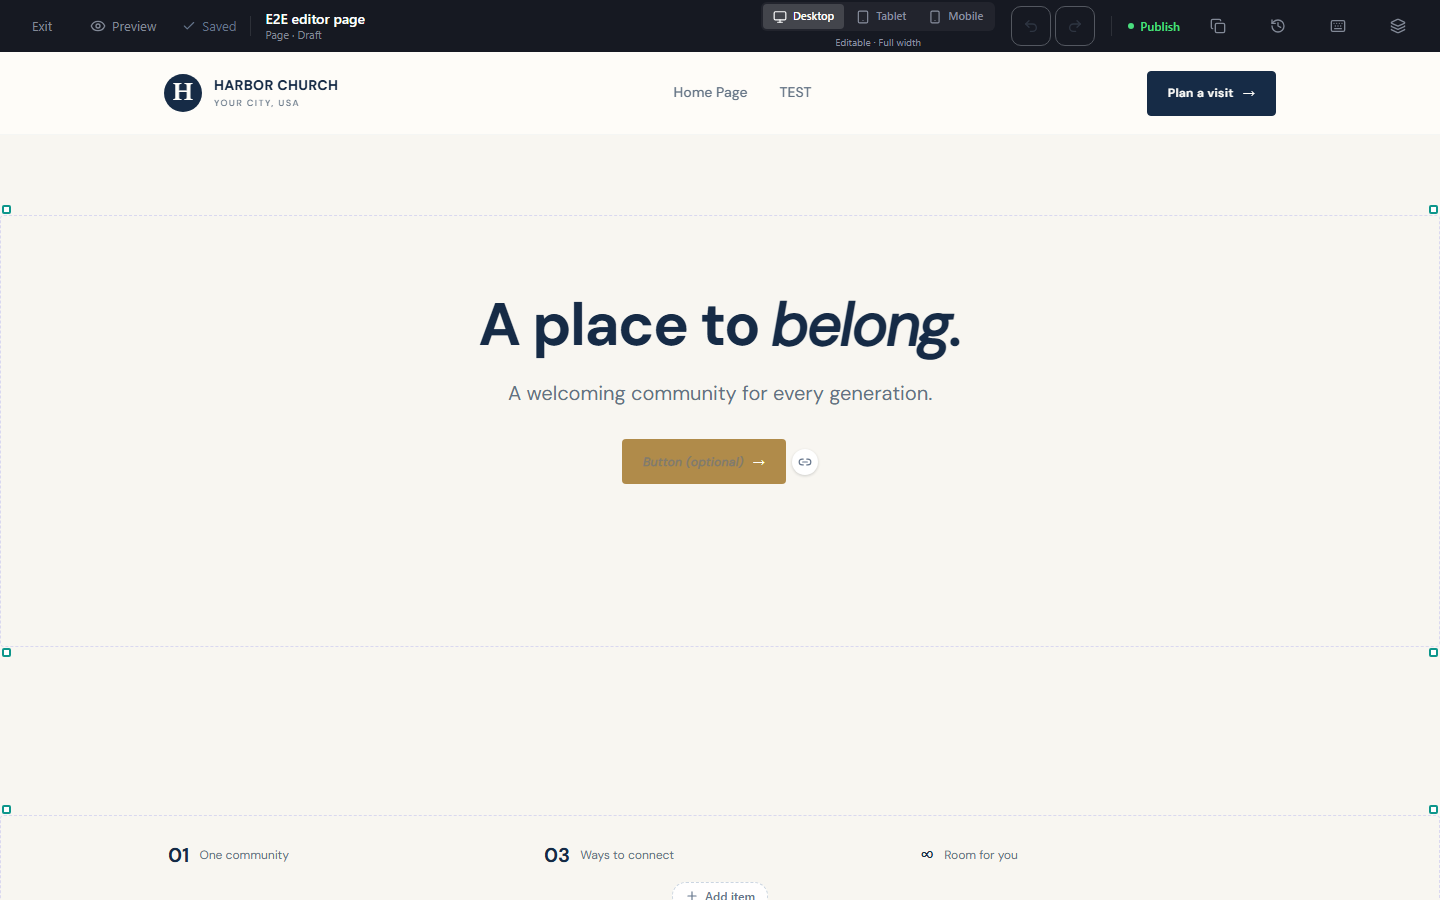 Exit
Preview
Saved
E2E editor page
Page · Draft
Desktop
Tablet
Mobile
Editable · Full width
Publish
H
HARBOR CHURCH
YOUR CITY, USA
Home Page
TEST
Plan a visit →
A place to belong.
A welcoming community for every generation.
Button (optional) →
01 One community
03 Ways to connect
∞ Room for you
+ Add item